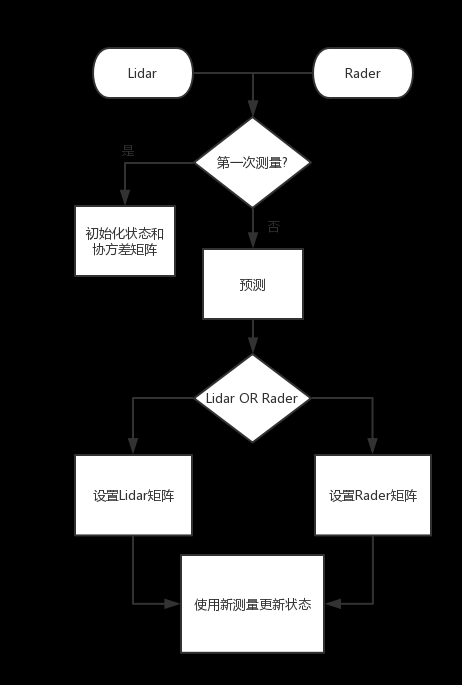 Lidar
Rader
第一次测量?
是
初始化状态和
协方差矩阵
否
预测
Lidar OR Rader
设置Lidar矩阵
设置Rader矩阵
使用新测量更新状态